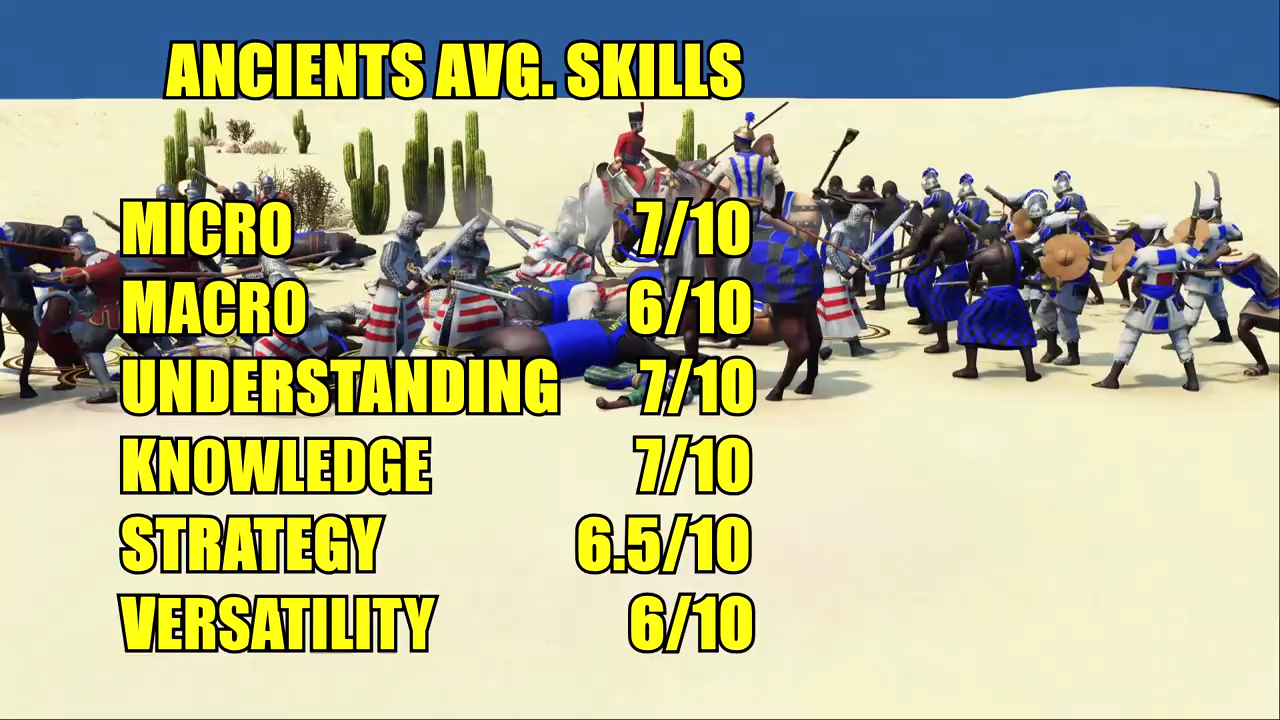 ANCIENTS AVG. SKILLS
MICRO 7/10
MACRO 6/10
UNDERSTANDING 7/10
KNOWLEDGE 7/10
STRATEGY 6.5/10
VERSATILITY 6/10